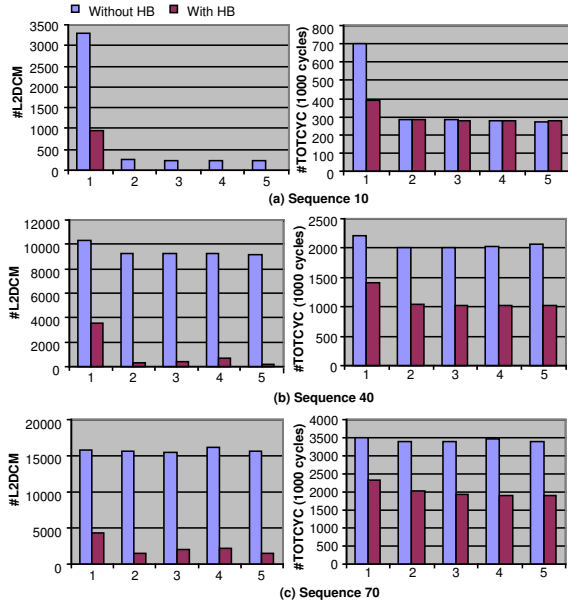 Without HB With HB
#L2DCM
3500
3000
2500
2000
1500
1000
500
0
1 2 3 4 5
#TOTCYC (1000 cycles)
800
700
600
500
400
300
200
100
0
1 2 3 4 5
(a) Sequence 10
#L2DCM
12000
10000
8000
6000
4000
2000
0
1 2 3 4 5
#TOTCYC (1000 cycles)
2500
2000
1500
1000
500
0
1 2 3 4 5
(b) Sequence 40
#L2DCM
20000
15000
10000
5000
0
1 2 3 4 5
#TOTCYC (1000 cycles)
4000
3500
3000
2500
2000
1500
1000
500
0
1 2 3 4 5
(c) Sequence 70